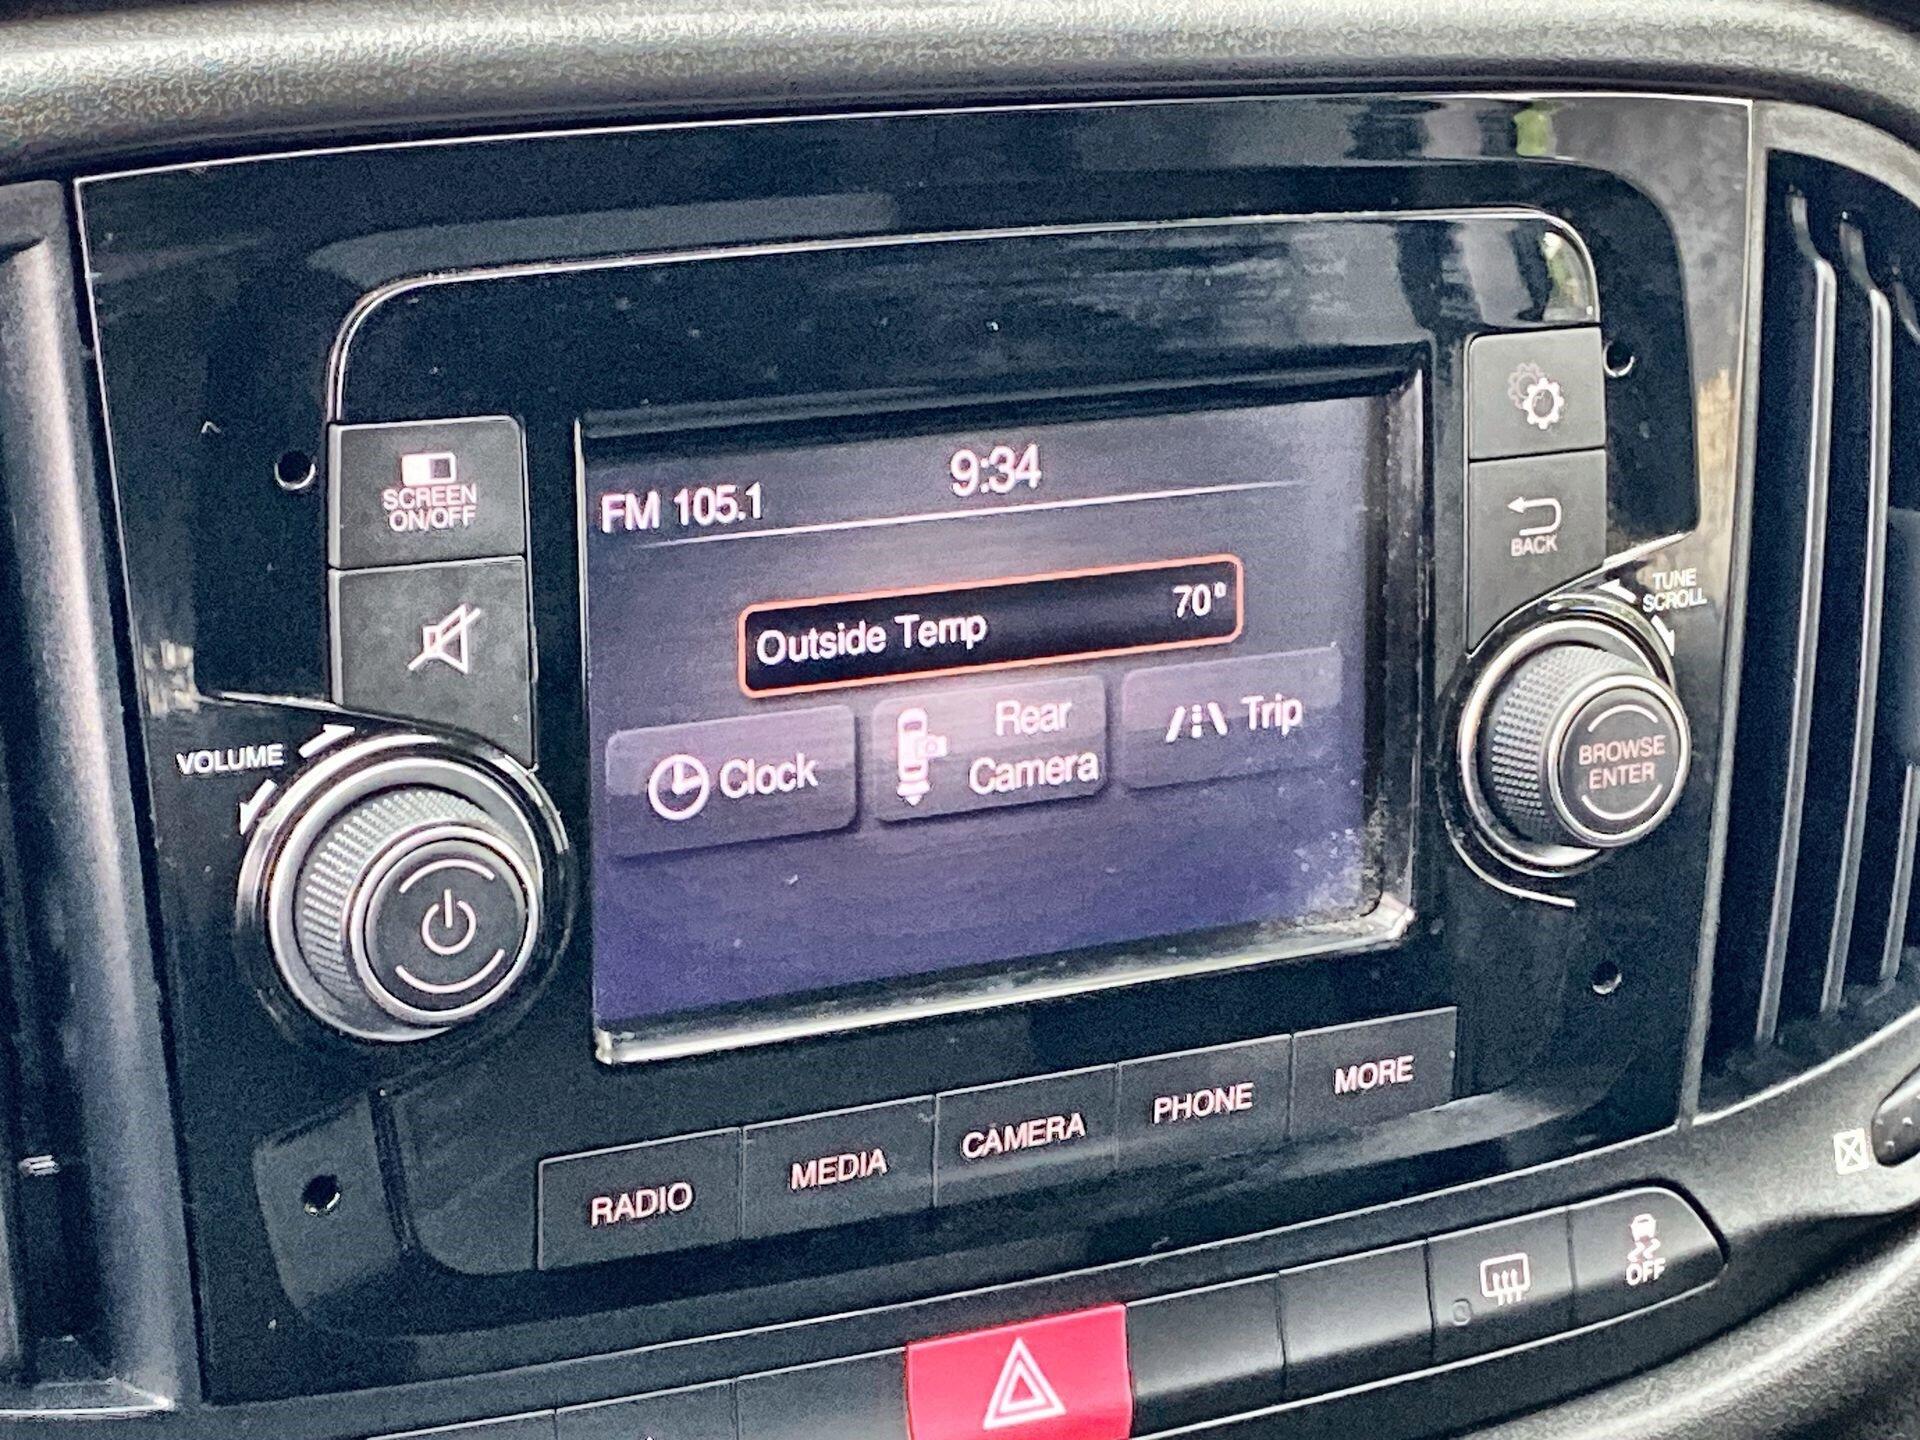 SCREEN
ON/OFF
VOLUME
FM 105.1
9:34
Outside Temp 70°
Clock
Rear
Camera
Trip
BACK
TUNE
SCROLL
BROWSE
ENTER
RADIO
MEDIA
CAMERA
PHONE
MORE
OFF